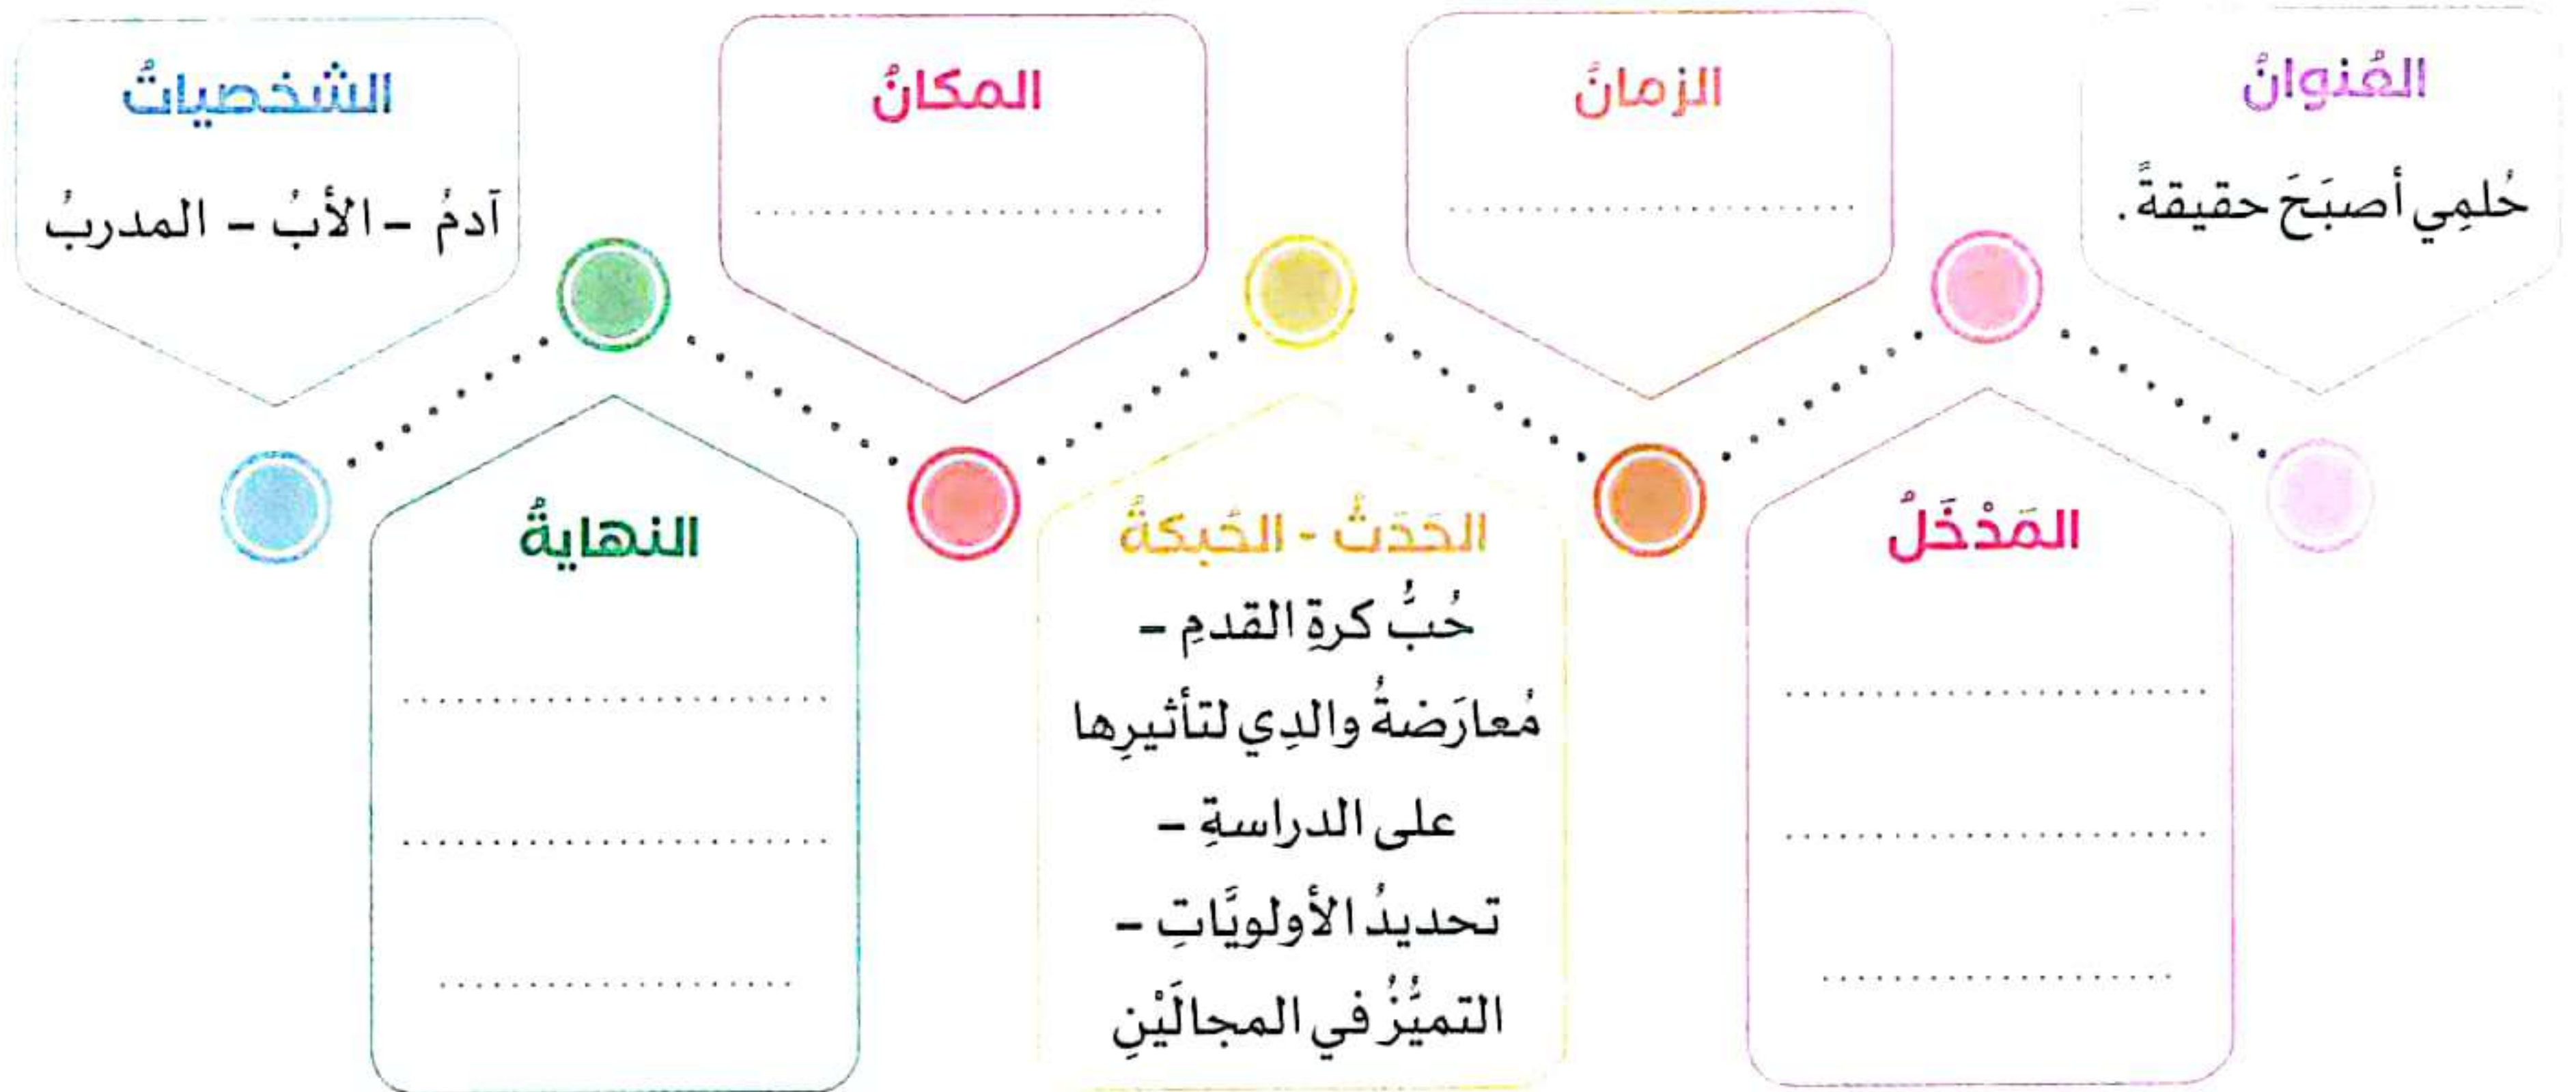 العُنوانُ
حُلمِي أصبَحَ حقيقةً.
المَدْخَلُ
الزمانُ
الحَدَثُ - الحَبكةُ
حُبُّ كرةِ القدمِ –
مُعارَضةُ والدِي لتأثيرِها
على الدراسةِ –
تحديدُ الأولويَّاتِ –
التميُّزُ في المجالَيْنِ
المكانُ
النهايةُ
الشخصياتُ
آدمُ – الأبُ – المدربُ